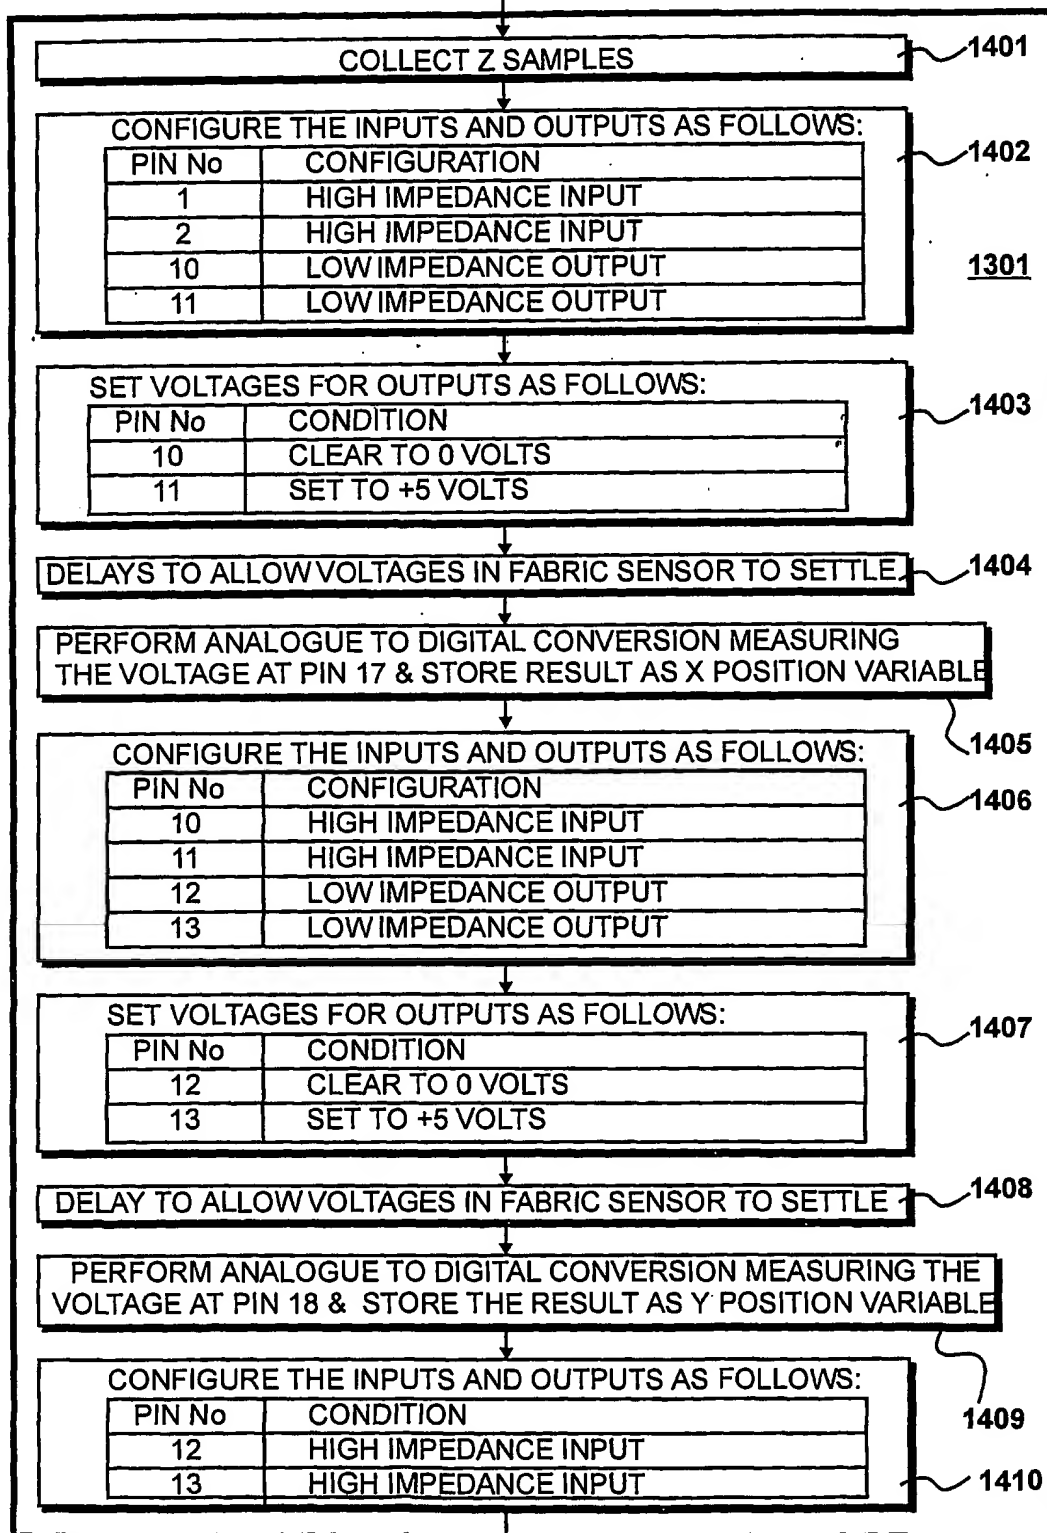 COLLECT Z SAMPLES
1401
CONFIGURE THE INPUTS AND OUTPUTS AS FOLLOWS:
1402
PIN No CONFIGURATION
1 HIGH IMPEDANCE INPUT
2 HIGH IMPEDANCE INPUT
10 LOW IMPEDANCE OUTPUT
11 LOW IMPEDANCE OUTPUT
1301
SET VOLTAGES FOR OUTPUTS AS FOLLOWS:
1403
PIN No CONDITION
10 CLEAR TO 0 VOLTS
11 SET TO +5 VOLTS
DELAYS TO ALLOW VOLTAGES IN FABRIC SENSOR TO SETTLE
1404
PERFORM ANALOGUE TO DIGITAL CONVERSION MEASURING
THE VOLTAGE AT PIN 17 & STORE RESULT AS X POSITION VARIABLE
1405
CONFIGURE THE INPUTS AND OUTPUTS AS FOLLOWS:
1406
PIN No CONFIGURATION
10 HIGH IMPEDANCE INPUT
11 HIGH IMPEDANCE INPUT
12 LOW IMPEDANCE OUTPUT
13 LOW IMPEDANCE OUTPUT
SET VOLTAGES FOR OUTPUTS AS FOLLOWS:
1407
PIN No CONDITION
12 CLEAR TO 0 VOLTS
13 SET TO +5 VOLTS
DELAY TO ALLOW VOLTAGES IN FABRIC SENSOR TO SETTLE
1408
PERFORM ANALOGUE TO DIGITAL CONVERSION MEASURING THE
VOLTAGE AT PIN 18 & STORE THE RESULT AS Y POSITION VARIABLE
1409
CONFIGURE THE INPUTS AND OUTPUTS AS FOLLOWS:
PIN No CONDITION
12 HIGH IMPEDANCE INPUT
13 HIGH IMPEDANCE INPUT
1410